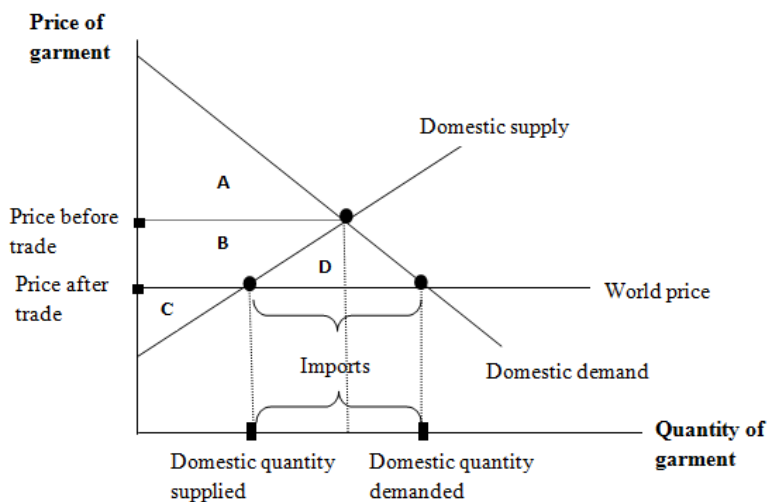 Price of
garment
Domestic supply
A
Price before
trade
B
D
Price after
trade
World price
C
Imports
Domestic demand
Quantity of
garment
Domestic quantity
supplied
Domestic quantity
demanded